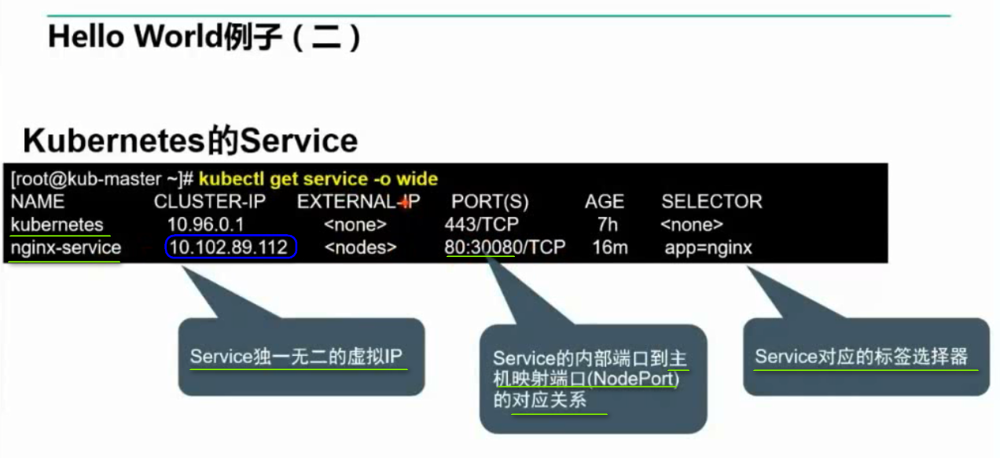 Hello World例子（二）
Kubernetes的Service
[root@kub-master ~]# kubectl get service -o wide
NAME CLUSTER-IP EXTERNAL-IP PORT(S) AGE SELECTOR
kubernetes 10.96.0.1 <none> 443/TCP 7h <none>
nginx-service 10.102.89.112 <nodes> 80:30080/TCP 16m app=nginx
Service独一无二的虚拟IP
Service的内部端口到主
机映射端口(NodePort)
的对应关系
Service对应的标签选择器